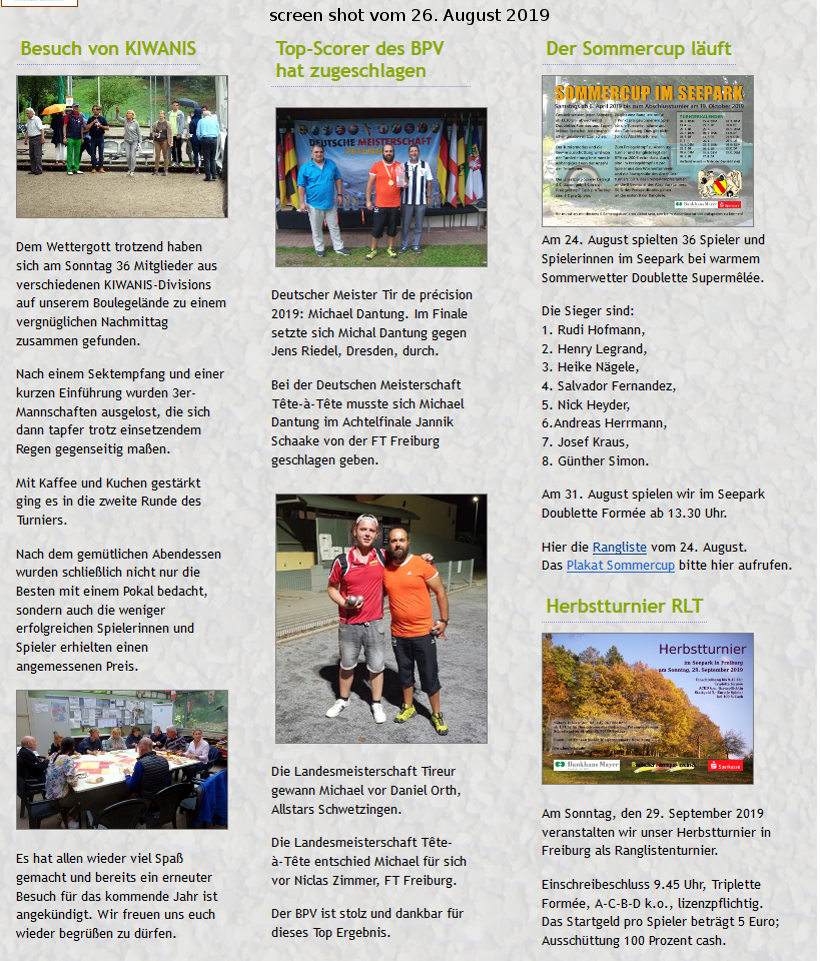 screen shot vom 26. August 2019
Besuch von KIWANIS
Dem Wettergott trotzend haben
sich am Sonntag 36 Mitglieder aus
verschiedenen KIWANIS-Divisions
auf unserem Boulegelände zu einem
vergnüglichen Nachmittag
zusammen gefunden.
Nach einem Sektempfang und einer
kurzen Einführung wurden 3er-
Mannschaften ausgelost, die sich
dann tapfer trotz einsetzendem
Regen gegenseitig maßen.
Mit Kaffee und Kuchen gestärkt
ging es in die zweite Runde des
Turniers.
Nach dem gemütlichen Abendessen
wurden schließlich nicht nur die
Besten mit einem Pokal bedacht,
sondern auch die weniger
erfolgreichen Spielerinnen und
Spieler erhielten einen
angemessenen Preis.
Es hat allen wieder viel Spaß
gemacht und bereits ein erneuter
Besuch für das kommende Jahr ist
angekündigt. Wir freuen uns euch
wieder begrüßen zu dürfen.
Top-Scorer des BPV
hat zugeschlagen
DEUTSCHE MEISTERSCHAFT
Deutscher Meister Tir de précision
2019: Michael Dantung. Im Finale
setzte sich Michal Dantung gegen
Jens Riedel, Dresden, durch.
Bei der Deutschen Meisterschaft
Tête-à-Tête musste sich Michael
Dantung im Achtelfinale Jannik
Schaake von der FT Freiburg
geschlagen geben.
Die Landesmeisterschaft Tireur
gewann Michael vor Daniel Orth,
Allstars Schwetzingen.
Die Landesmeisterschaft Tête-
à-Tête entschied Michael für sich
vor Niclas Zimmer, FT Freiburg.
Der BPV ist stolz und dankbar für
dieses Top Ergebnis.
Der Sommercup läuft
SOMMERCUP IM SEEPARK
Samstags ab 6. April 2019 bis zum Abschlussturnier am 19. Oktober 2019
TURNIERKALENDER
Bankhaus Mayer
Sparkasse
Am 24. August spielten 36 Spieler und
Spielerinnen im Seepark bei warmem
Sommerwetter Doublette Supermêlée.
Die Sieger sind:
1. Rudi Hofmann,
2. Henry Legrand,
3. Heike Nägele,
4. Salvador Fernandez,
5. Nick Heyder,
6.Andreas Herrmann,
7. Josef Kraus,
8. Günther Simon.
Am 31. August spielen wir im Seepark
Doublette Formée ab 13.30 Uhr.
Hier die Rangliste vom 24. August.
Das Plakat Sommercup bitte hier aufrufen.
Herbstturnier RLT
Herbstturnier
im Seepark in Freiburg
am Sonntag, 29. September 2019
Bankhaus Mayer
Sparkasse
Am Sonntag, den 29. September 2019
veranstalten wir unser Herbstturnier in
Freiburg als Ranglistenturnier.
Einschreibeschluss 9.45 Uhr, Triplette
Formée, A-C-B-D k.o., lizenzpflichtig.
Das Startgeld pro Spieler beträgt 5 Euro;
Ausschüttung 100 Prozent cash.